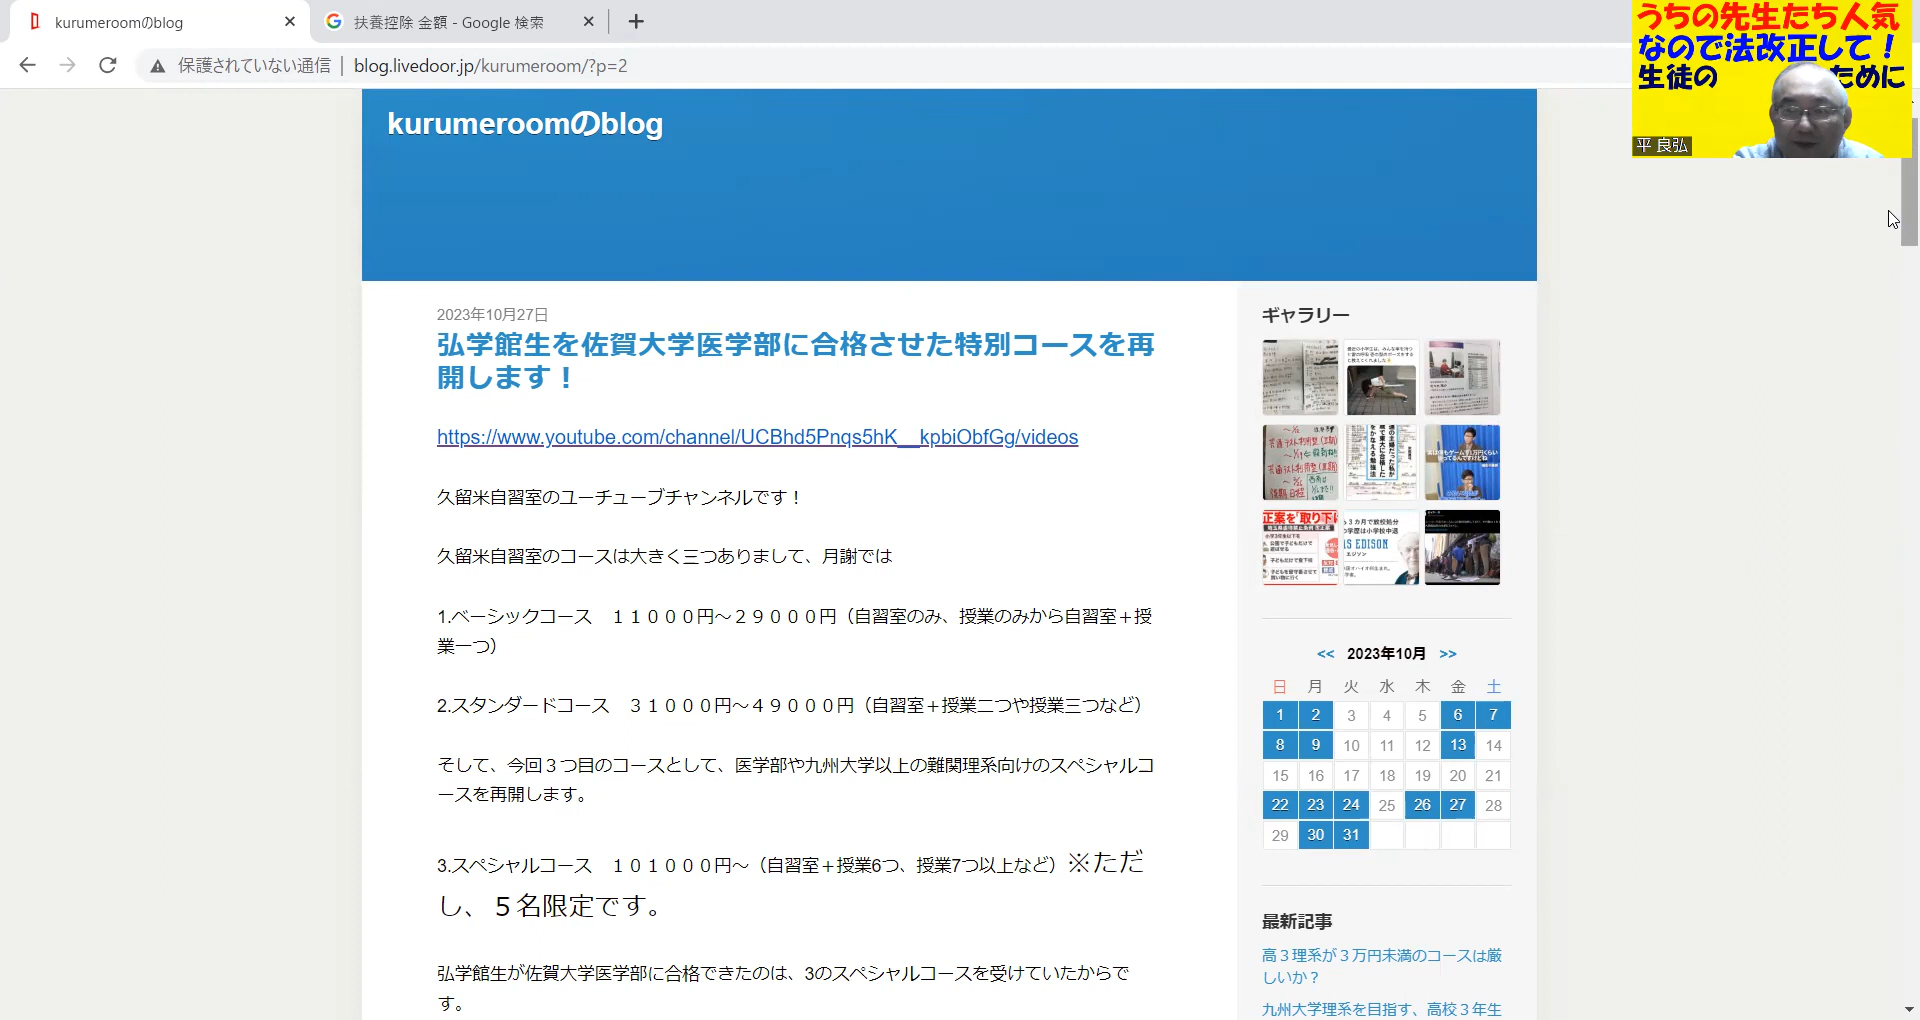 kurumeroomのblog
扶養控除 金額 - Google 検索
保護されていない通信
blog.livedoor.jp/kurumeroom/?p=2
うちの先生たち人気
なので法改正して！
生徒の ために
平 良弘
kurumeroomのblog
2023年10月27日
弘学館生を佐賀大学医学部に合格させた特別コースを再
開します！
https://www.youtube.com/channel/UCBhd5Pnqs5hK__kpbiObfGg/videos
久留米自習室のユーチューブチャンネルです！
久留米自習室のコースは大きく三つありまして、月謝では
1.ベーシックコース　１１０００円～２９０００円（自習室のみ、授業のみから自習室＋授
業一つ）
2.スタンダードコース　３１０００円～４９０００円（自習室＋授業二つや授業三つなど）
そして、今回３つ目のコースとして、医学部や九州大学以上の難関理系向けのスペシャルコ
ースを再開します。
3.スペシャルコース　１０１０００円～（自習室＋授業6つ、授業7つ以上など）※ただ
し、５名限定です。
弘学館生が佐賀大学医学部に合格できたのは、3のスペシャルコースを受けていたからで
す。
ギャラリー
<< 2023年10月 >>
日 月 火 水 木 金 土
1 2 3 4 5 6 7
8 9 10 11 12 13 14
15 16 17 18 19 20 21
22 23 24 25 26 27 28
29 30 31
最新記事
高３理系が３万円未満のコースは厳
しいか？
九州大学理系を目指す、高校３年生